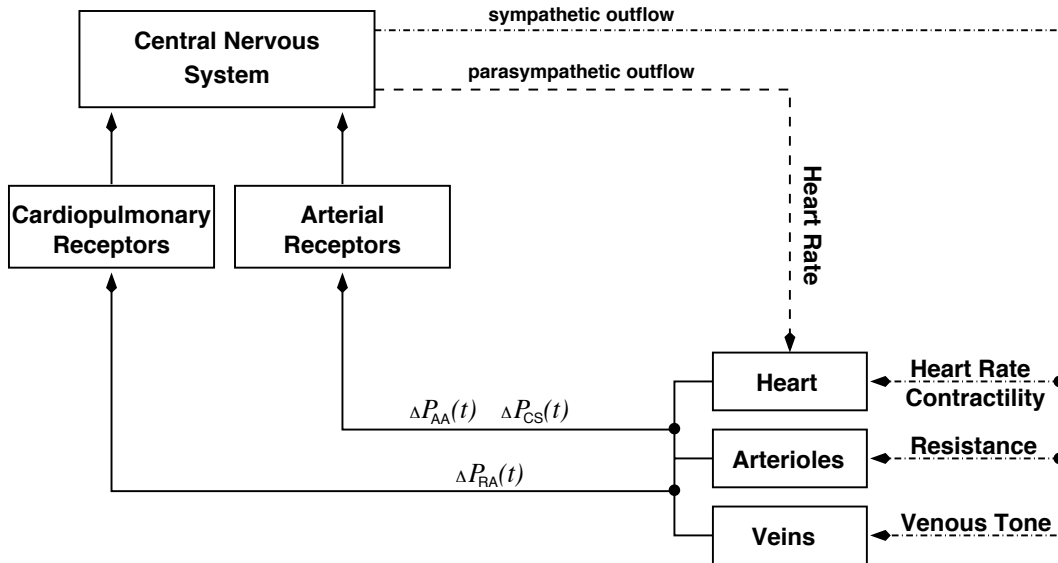 sympathetic outflow
Central Nervous
System
parasympathetic outflow
Heart Rate
Cardiopulmonary
Receptors
Arterial
Receptors
Heart
Heart Rate
Contractility
ΔP_AA(t) ΔP_CS(t)
Arterioles
Resistance
ΔP_RA(t)
Veins
Venous Tone